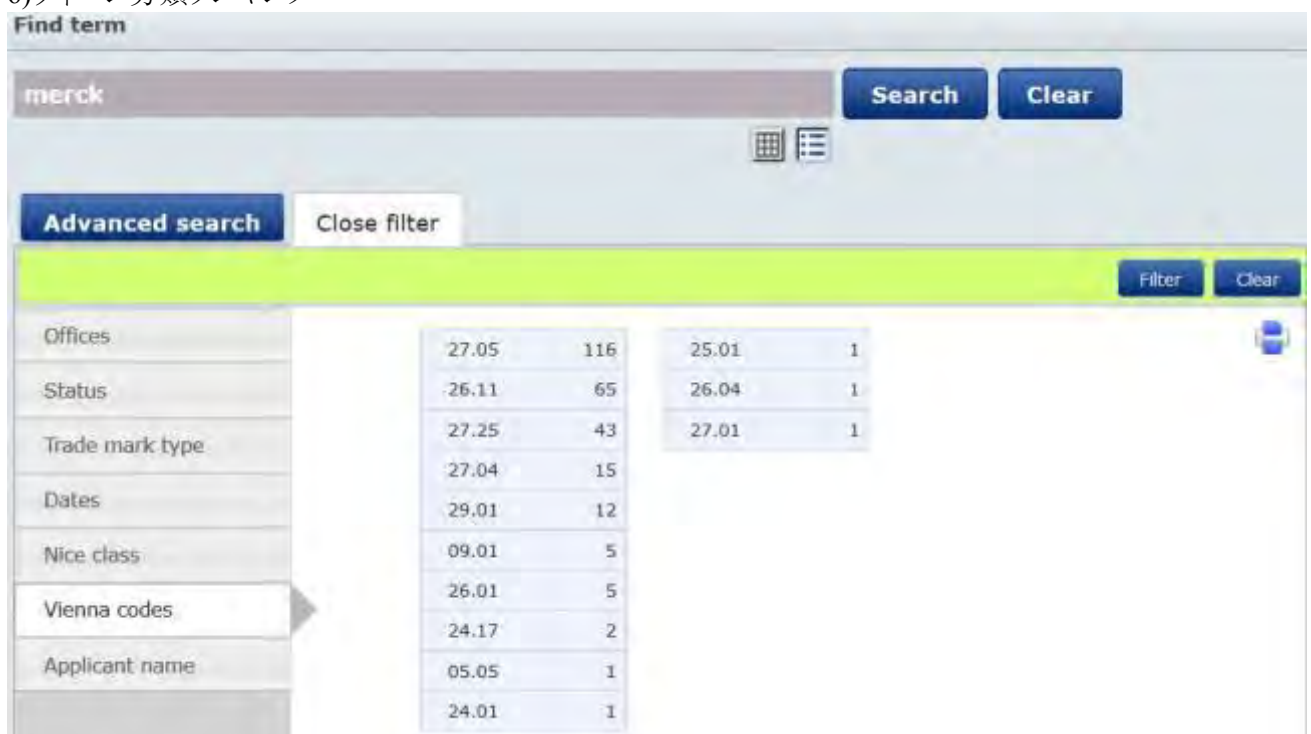 Find term
merck
Search
Clear
Advanced search
Close filter
Filter
Clear
Offices
Status
Trade mark type
Dates
Nice class
Vienna codes
Applicant name
27.05 116
26.11 65
27.25 43
27.04 15
29.01 12
09.01 5
26.01 5
24.17 2
05.05 1
24.01 1
25.01 1
26.04 1
27.01 1